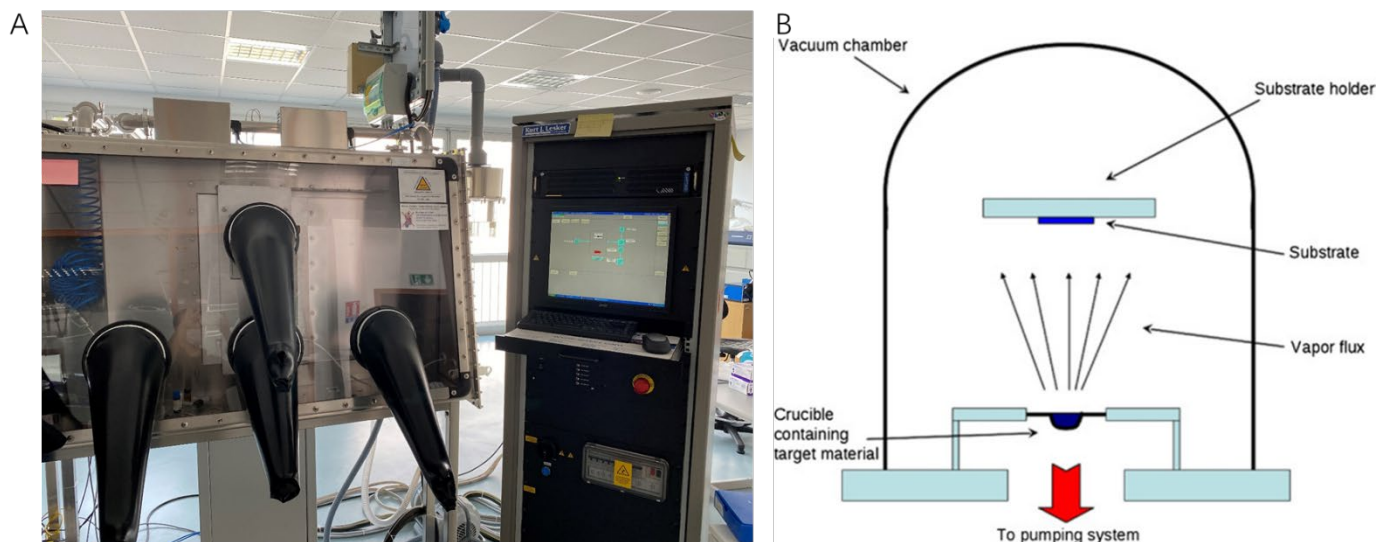 A
B
Kurt J. Lesker
Vacuum chamber
Substrate holder
Substrate
Vapor flux
Crucible
containing
target material
To pumping system